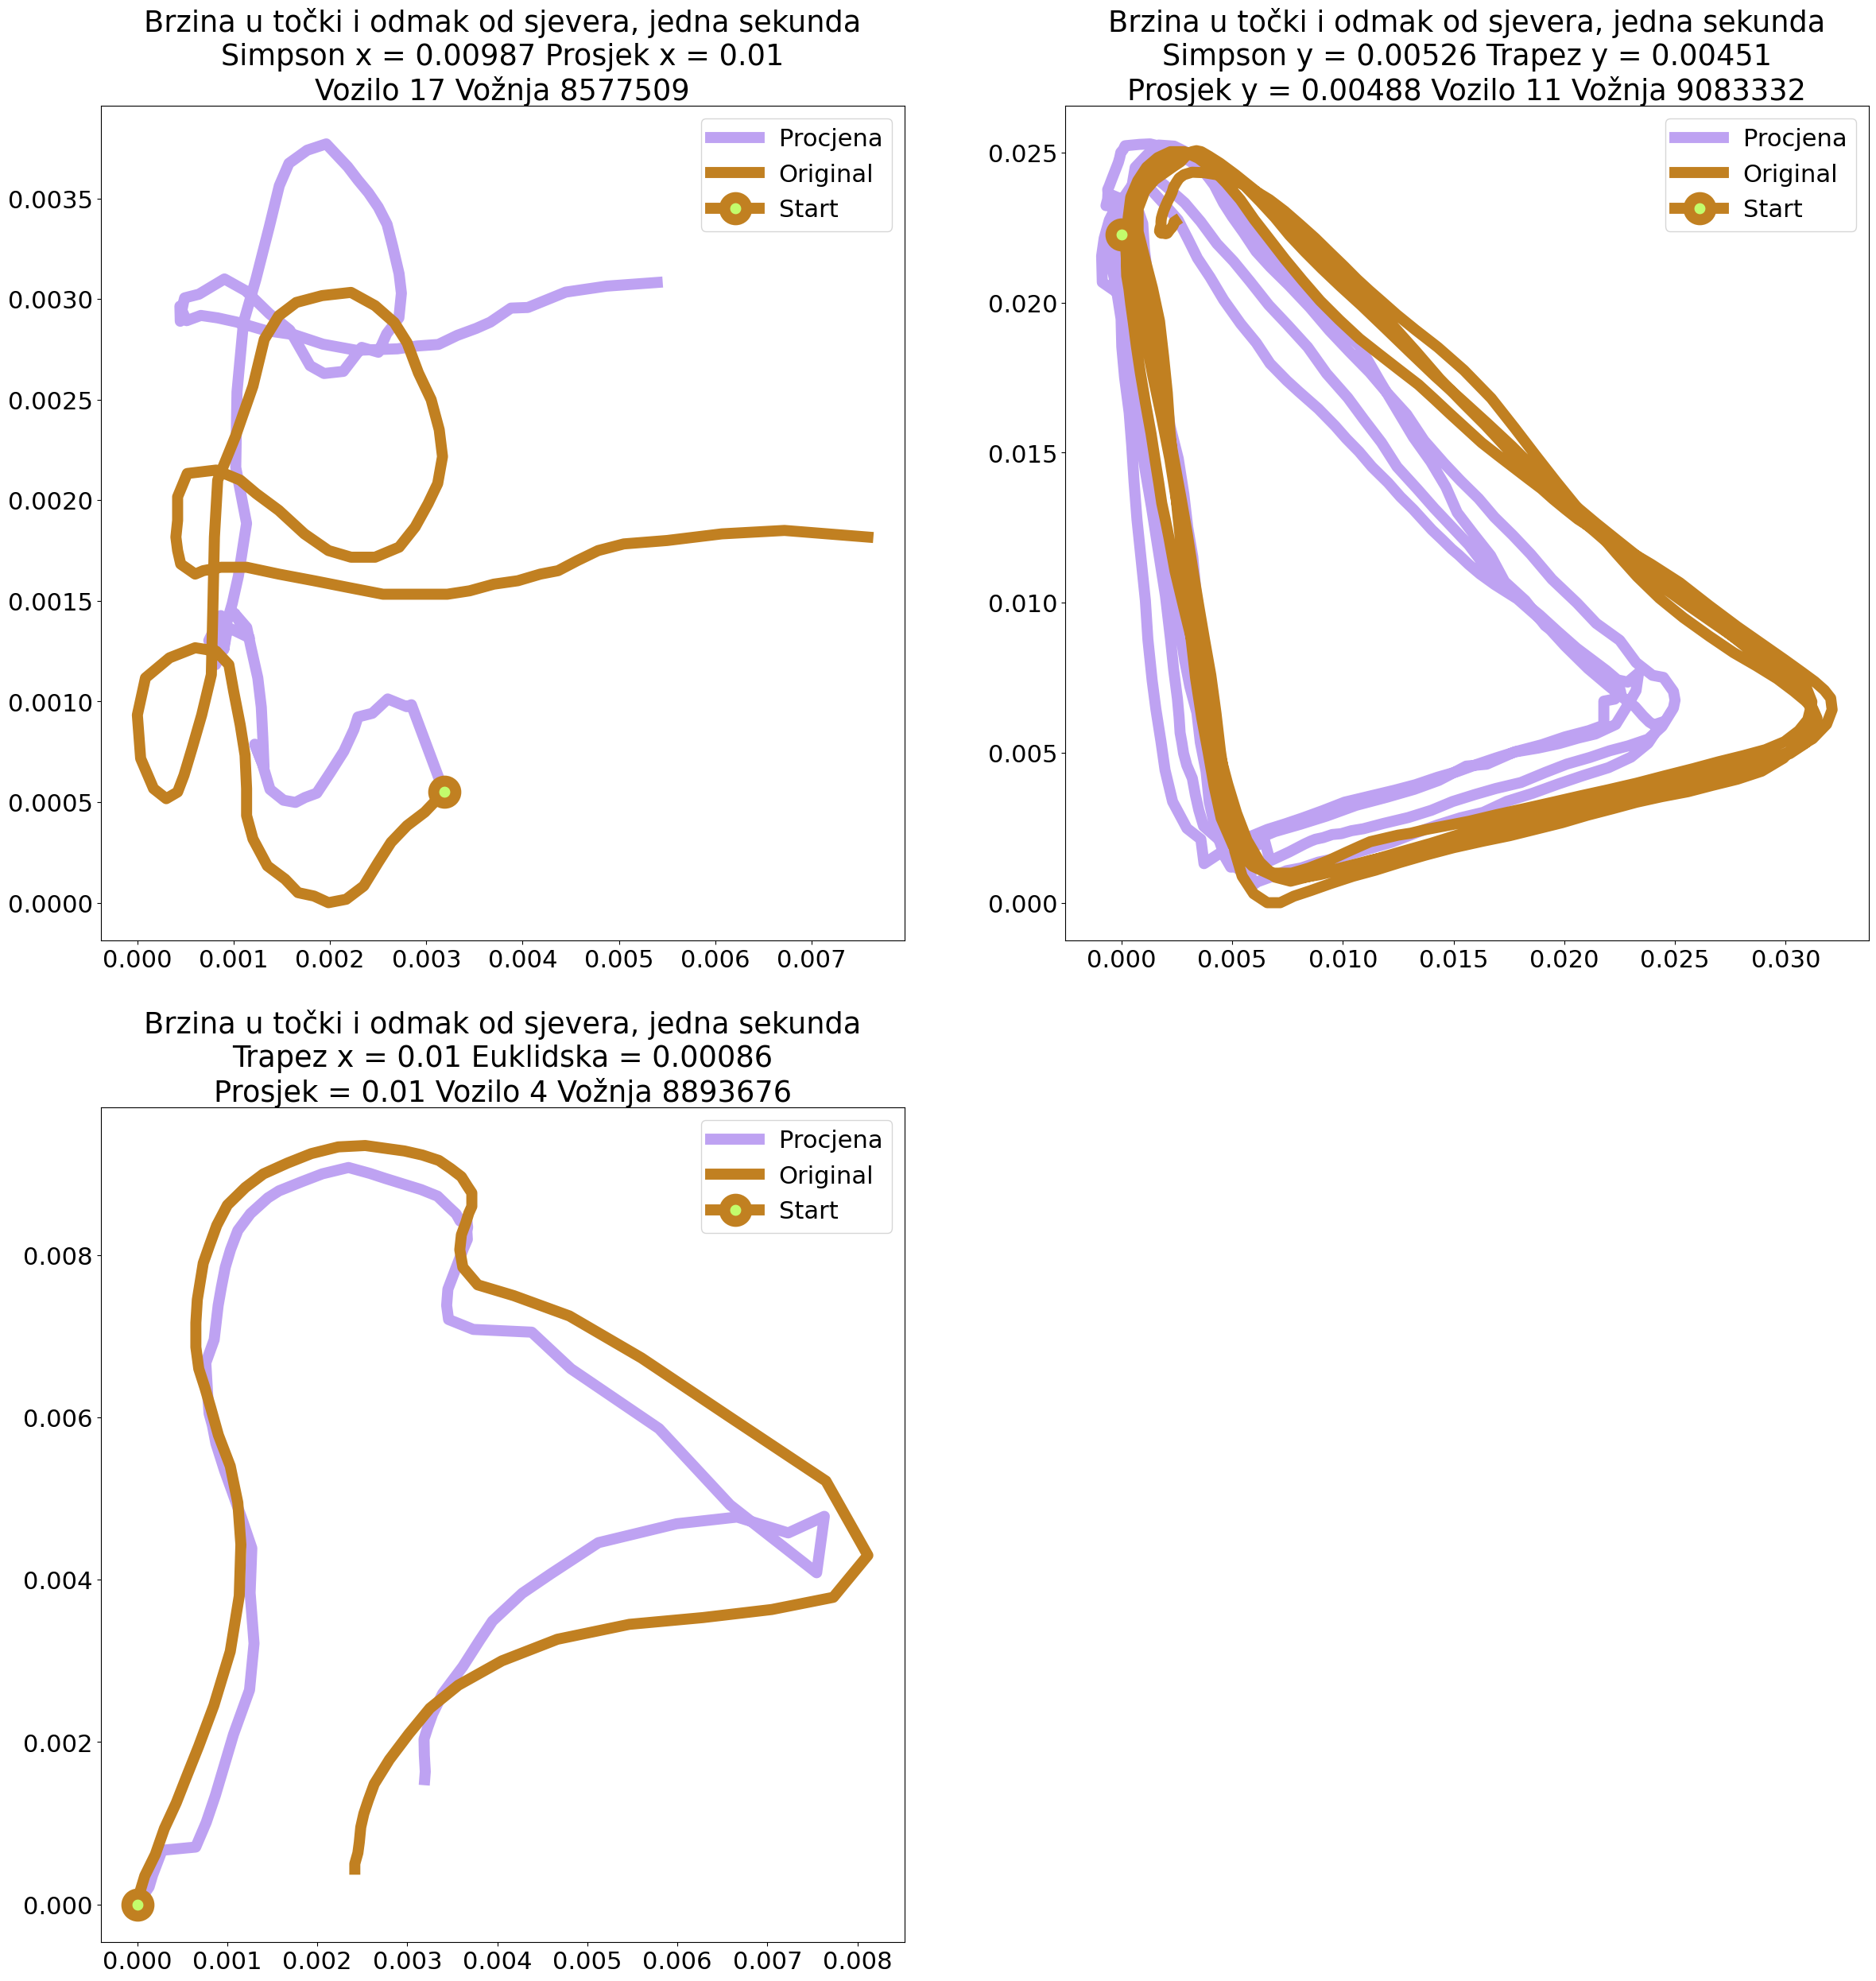 Brzina u točki i odmak od sjevera, jedna sekunda
Simpson x = 0.00987 Prosjek x = 0.01
Vozilo 17 Vožnja 8577509
Procjena
Original
Start
0.0035
0.0030
0.0025
0.0020
0.0015
0.0010
0.0005
0.0000
0.000 0.001 0.002 0.003 0.004 0.005 0.006 0.007
Brzina u točki i odmak od sjevera, jedna sekunda
Simpson y = 0.00526 Trapez y = 0.00451
Prosjek y = 0.00488 Vozilo 11 Vožnja 9083332
Procjena
Original
Start
0.025
0.020
0.015
0.010
0.005
0.000
0.000 0.005 0.010 0.015 0.020 0.025 0.030
Brzina u točki i odmak od sjevera, jedna sekunda
Trapez x = 0.01 Euklidska = 0.00086
Prosjek = 0.01 Vozilo 4 Vožnja 8893676
Procjena
Original
Start
0.008
0.006
0.004
0.002
0.000
0.000 0.001 0.002 0.003 0.004 0.005 0.006 0.007 0.008